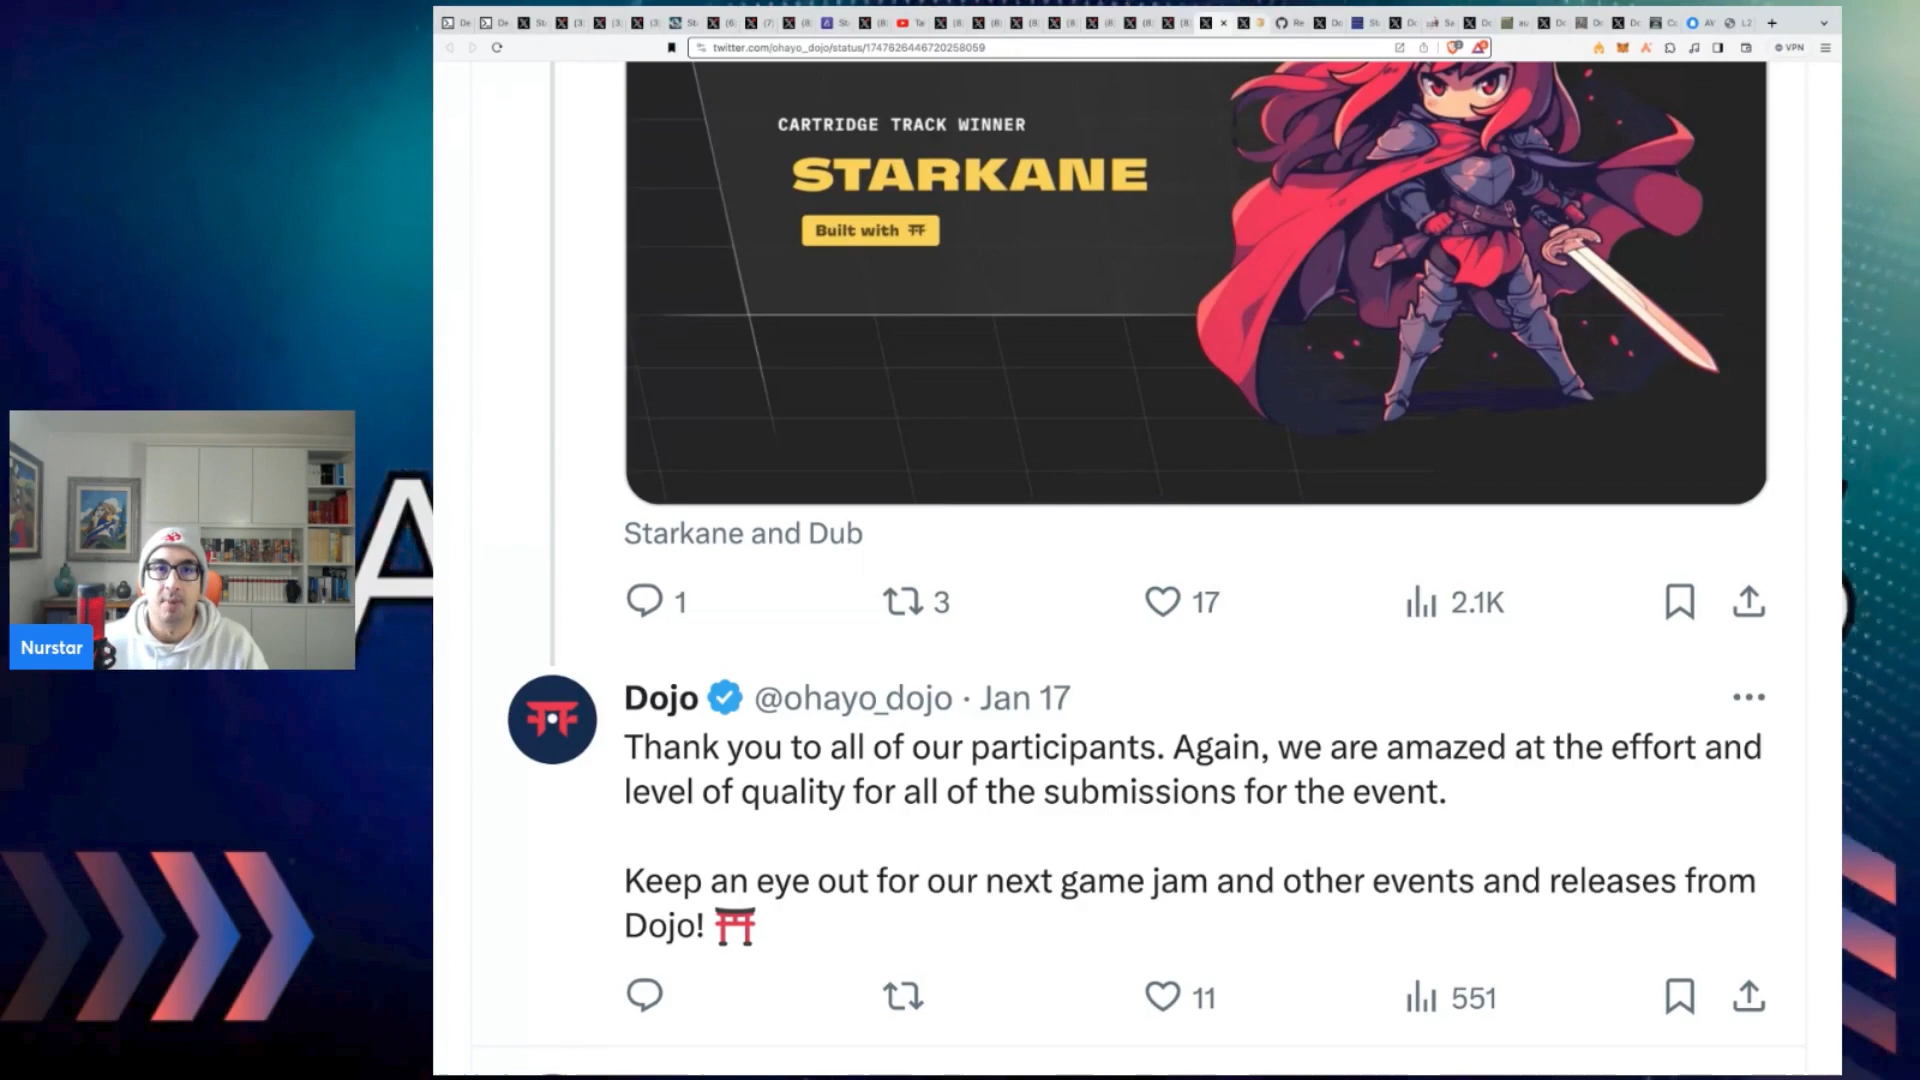 twitter.com/ohayo_dojo/status/1747626446720258059
VPN
CARTRIDGE TRACK WINNER
STARKANE
Built with
Starkane and Dub
1
3
17
2.1K
Dojo @ohayo_dojo · Jan 17
Thank you to all of our participants. Again, we are amazed at the effort and
level of quality for all of the submissions for the event.
Keep an eye out for our next game jam and other events and releases from
Dojo! ⛩️
11
551
Nurstar